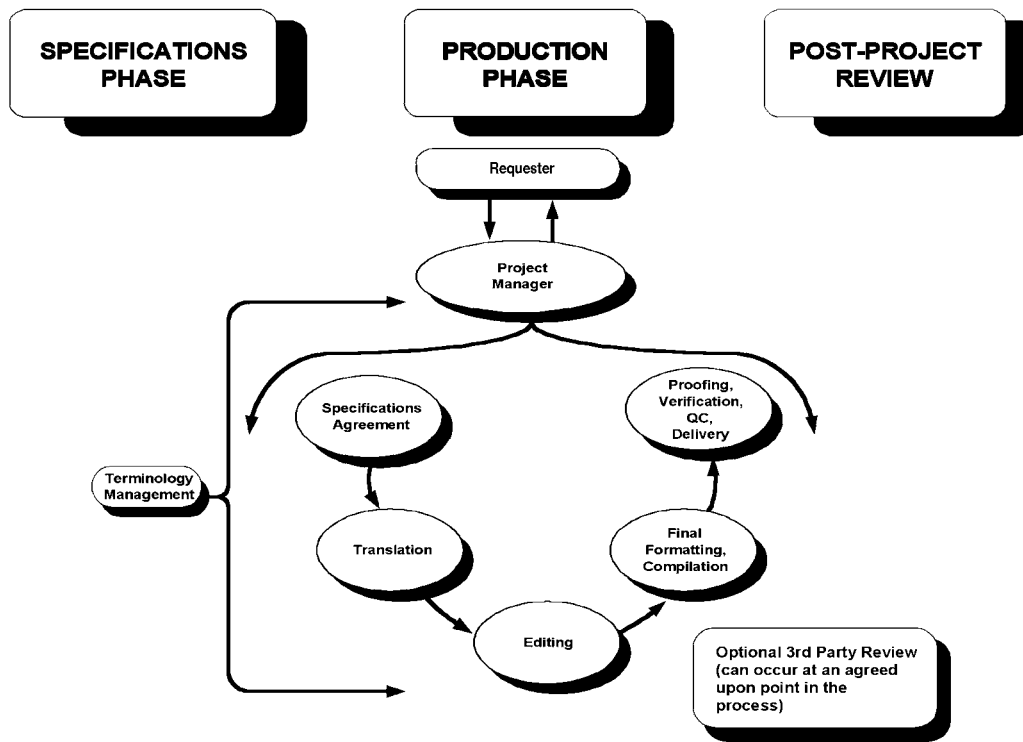 SPECIFICATIONS
PHASE
PRODUCTION
PHASE
POST-PROJECT
REVIEW
Requester
Project
Manager
Specifications
Agreement
Proofing,
Verification,
QC,
Delivery
Terminology
Management
Translation
Final
Formatting,
Compilation
Editing
Optional 3rd Party Review
(can occur at an agreed
upon point in the
process)